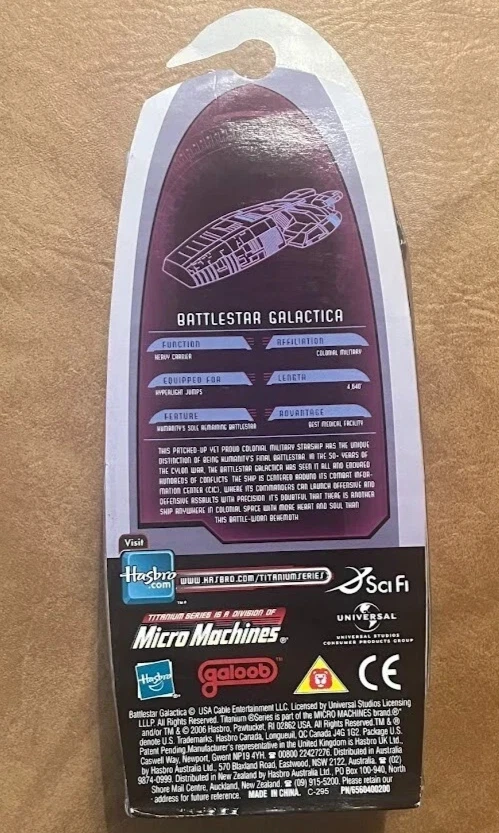 BATTLESTAR GALACTICA
FUNCTION AFFILIATION
HEAVY CARRIER COLONIAL MILITARY
EQUIPPED FOR LENGTH
HYPERLIGHT JUMPS 4,640'
FEATURE ADVANTAGE
HUMANITY'S SOLE REMAINING BATTLESTAR BEST MEDICAL FACILITY
THIS PATCHED-UP YET PROUD COLONIAL MILITARY STARSHIP HAS THE UNIQUE
DISTINCTION OF BEING HUMANITY'S FINAL BATTLESTAR. IN THE 50+ YEARS OF
THE CYLON WAR, THE BATTLESTAR GALACTICA HAS SEEN IT ALL AND ENDURED
HUNDREDS OF CONFLICTS. THE SHIP IS CENTERED AROUND ITS COMBAT INFOR-
MATION CENTER (CIC), WHERE ITS COMMANDERS CAN LAUNCH OFFENSIVE AND
DEFENSIVE ASSAULTS WITH PRECISION. IT'S DOUBTFUL THAT THERE IS ANOTHER
SHIP ANYWHERE IN COLONIAL SPACE WITH MORE HEART AND SOUL THAN
THIS BATTLE-WORN BEHEMOTH
Visit
Hasbro
.com
WWW.HASBRO.COM/TITANIUMSERIES
SCI FI
TM
TITANIUM SERIES IS A DIVISION OF
Micro Machines®
UNIVERSAL
UNIVERSAL STUDIOS
CONSUMER PRODUCTS GROUP
Hasbro ® galoob™ CE
Battlestar Galactica © USA Cable Entertainment LLC. Licensed by Universal Studios Licensing
LLLP. All Rights Reserved. Titanium ®Series is part of the MICRO MACHINES brand.®*
and/or TM & © 2006 Hasbro, Pawtucket, RI 02862 USA. All Rights Reserved.TM & ®
denote U.S. Trademarks. Hasbro Canada, Longueuil, QC Canada J4G 1G2. Package U.S.
Patent Pending.Manufacturer's representative in the United Kingdom is Hasbro UK Ltd.,
Caswell Way, Newport, Gwent NP19 4YH. ☎ 00800 22427276. Distributed in Australia
by Hasbro Australia Ltd., 570 Blaxland Road, Eastwood, NSW 2122, Australia. ☎ (02)
9874-0999. Distributed in New Zealand by Hasbro Australia Ltd., PO Box 100-940, North
Shore Mail Centre, Auckland, New Zealand. ☎ (09) 915-5200. Please retain our
address for future reference. MADE IN CHINA. C-295 PN/6560400200